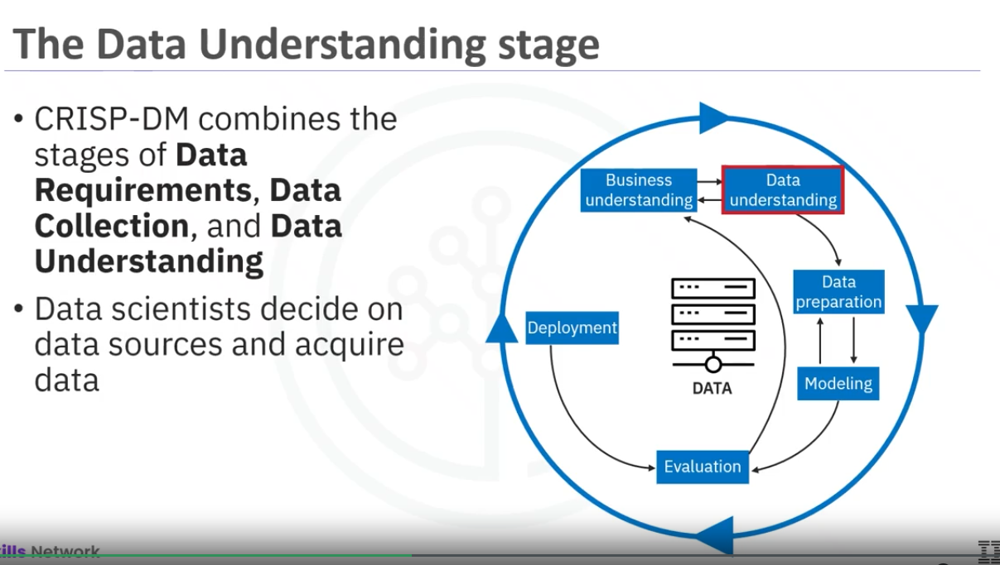 The Data Understanding stage
• CRISP-DM combines the
stages of Data
Requirements, Data
Collection, and Data
Understanding
• Data scientists decide on
data sources and acquire
data
Business
understanding
Data
understanding
Data
preparation
Modeling
Evaluation
Deployment
DATA
ills Network